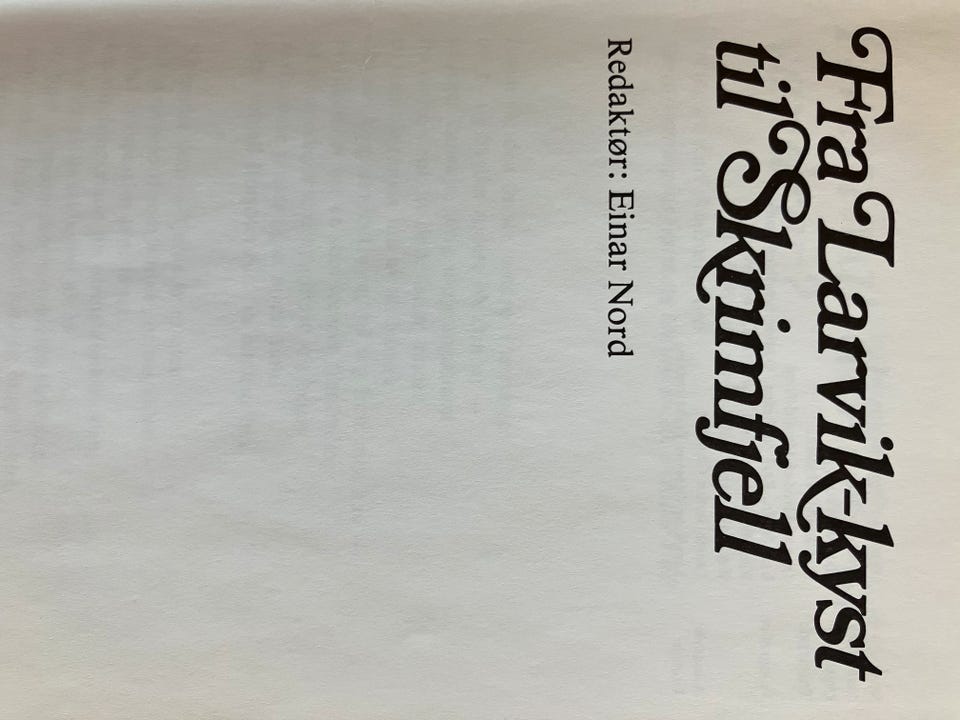 Fra Larvik-kyst
til Skrimfjell
Redaktør: Einar Nord